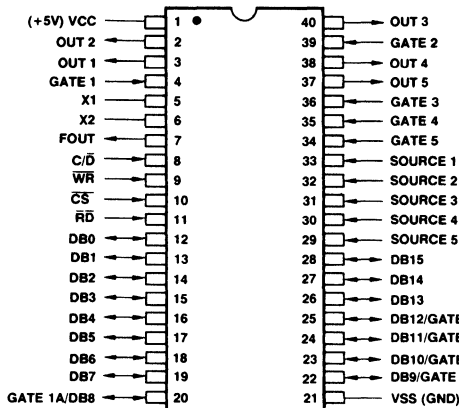 (+5V) VCC 1 40 OUT 3
OUT 2 2 39 GATE 2
OUT 1 3 38 OUT 4
GATE 1 4 37 OUT 5
X1 5 36 GATE 3
X2 6 35 GATE 4
FOUT 7 34 GATE 5
C/D̅ 8 33 SOURCE 1
W̅R̅ 9 32 SOURCE 2
C̅S̅ 10 31 SOURCE 3
R̅D̅ 11 30 SOURCE 4
DB0 12 29 SOURCE 5
DB1 13 28 DB15
DB2 14 27 DB14
DB3 15 26 DB13
DB4 16 25 DB12/GATE
DB5 17 24 DB11/GATE
DB6 18 23 DB10/GATE
DB7 19 22 DB9/GATE
GATE 1A/DB8 20 21 VSS (GND)